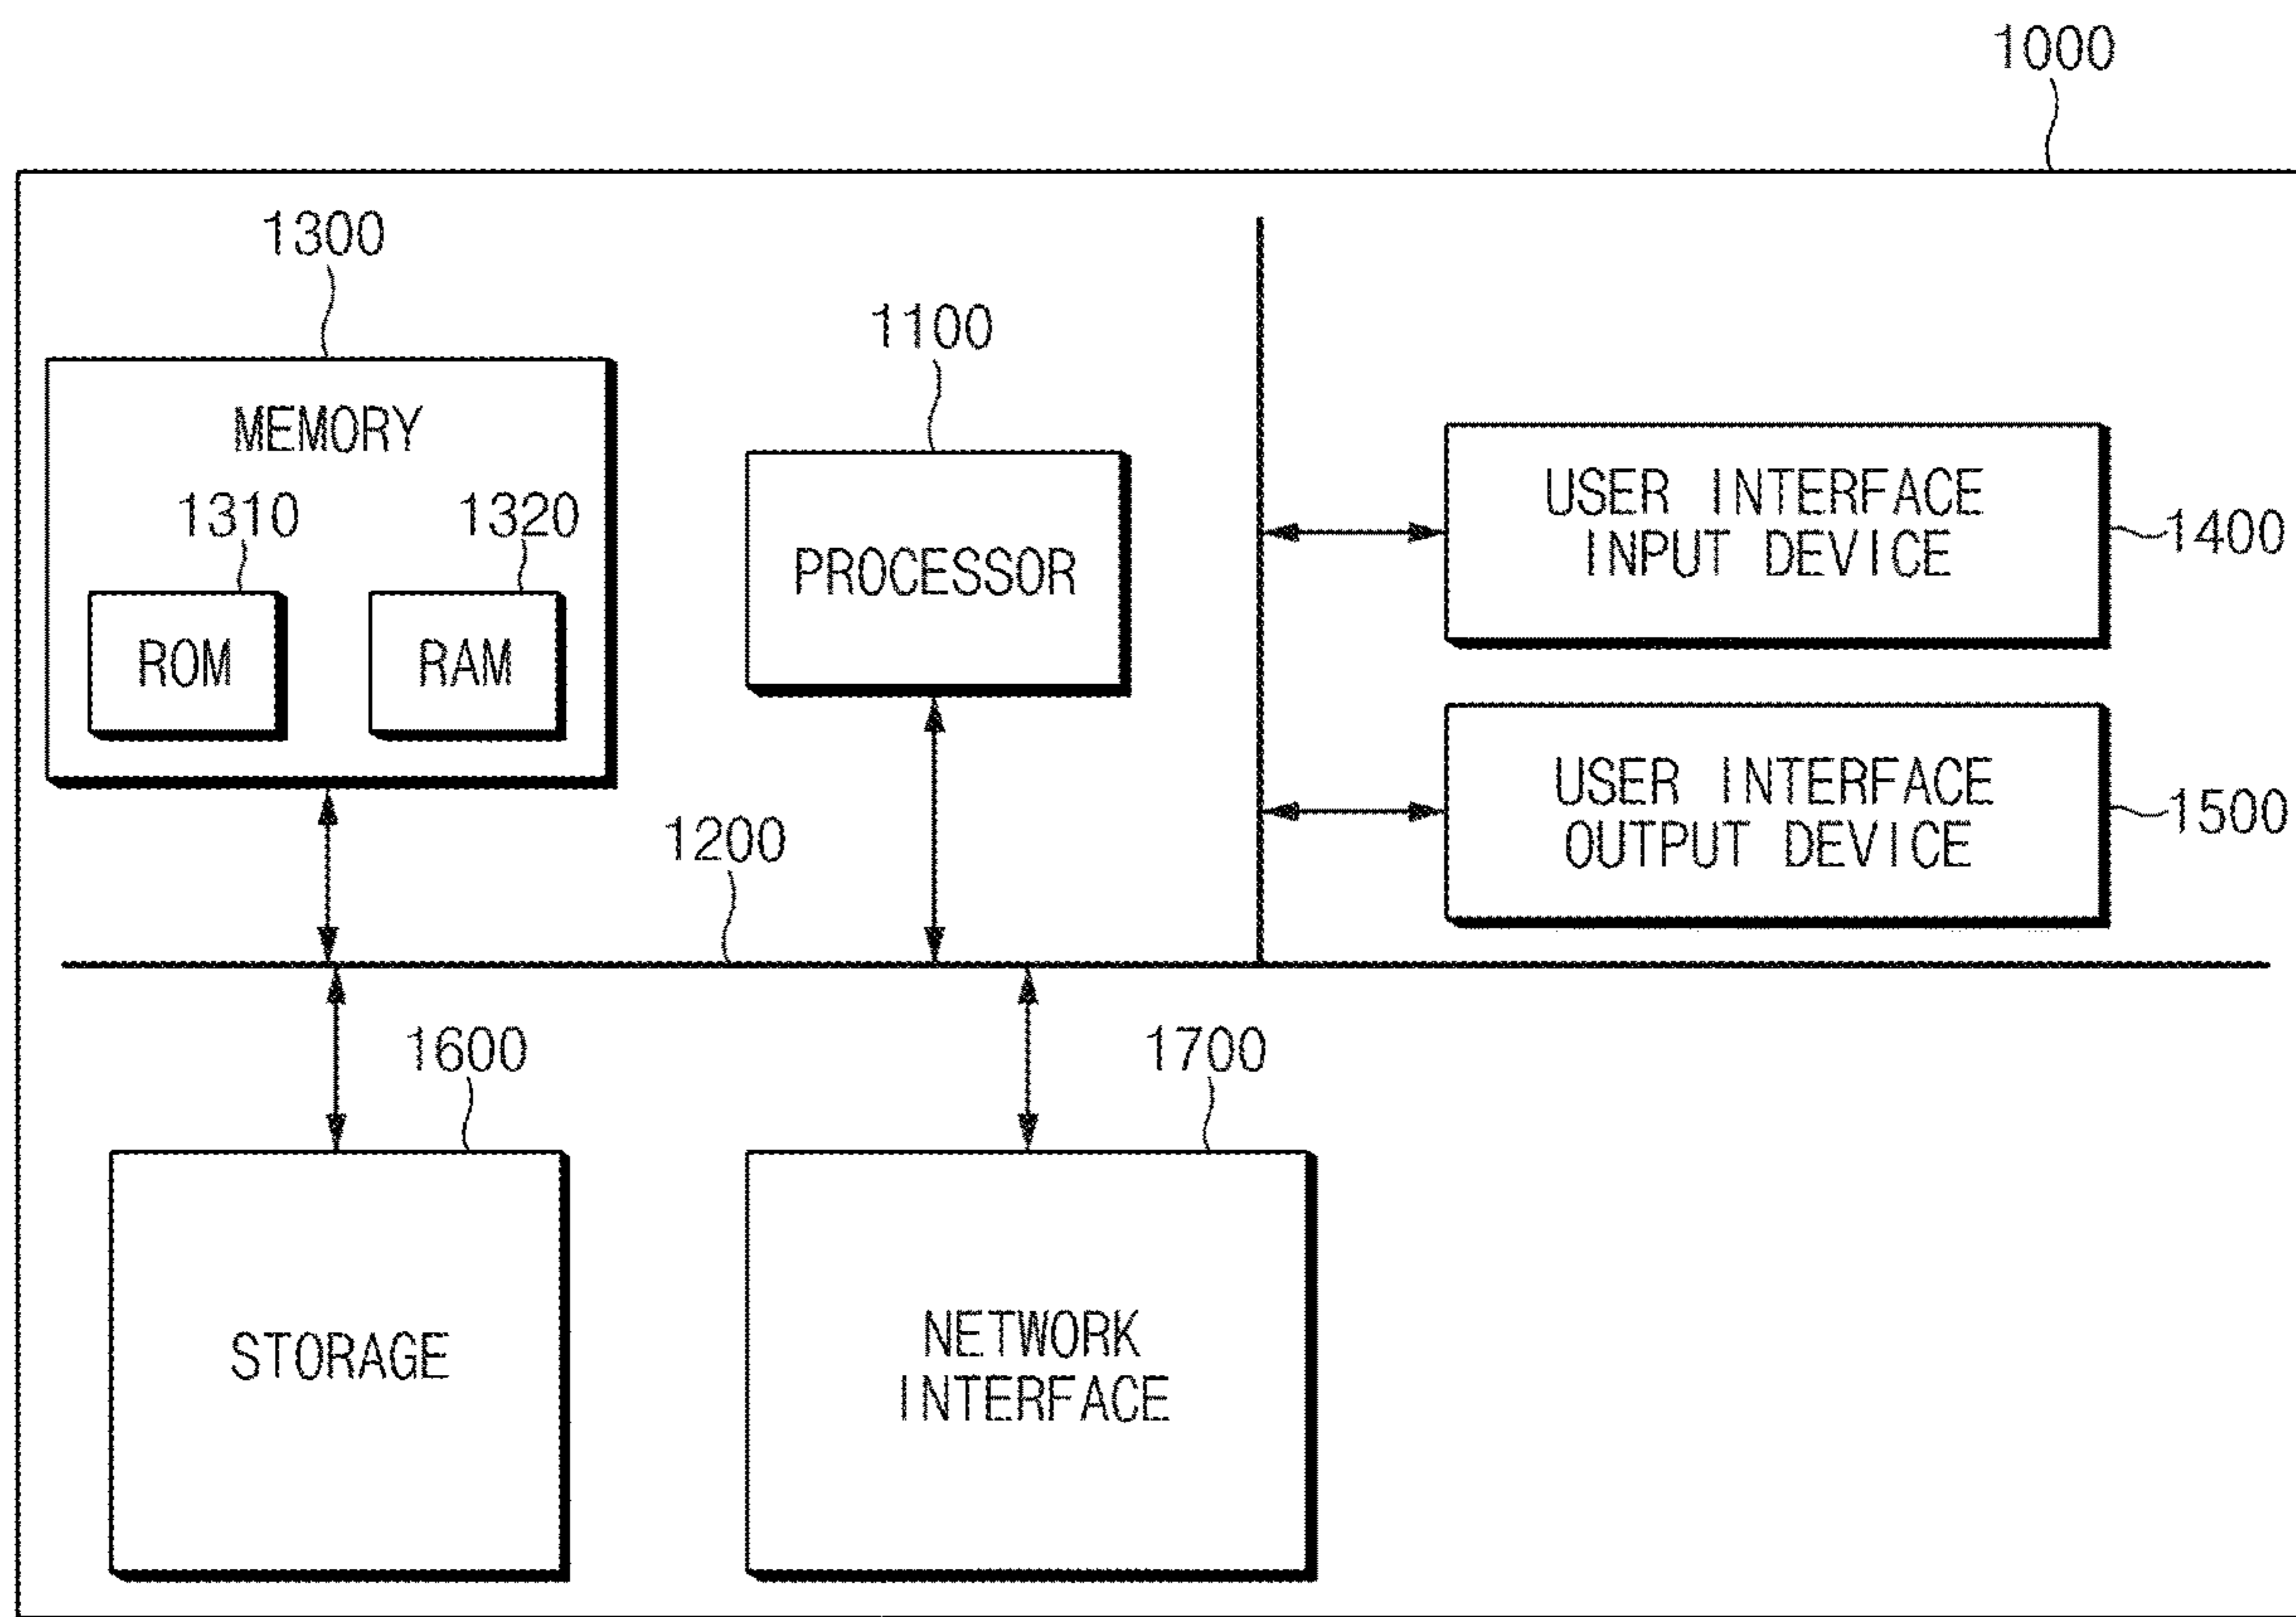 1000
1300
1100
MEMORY
1310
1320
ROM
RAM
PROCESSOR
USER INTERFACE
INPUT DEVICE
1400
USER INTERFACE
OUTPUT DEVICE
1500
1200
1600
1700
STORAGE
NETWORK
INTERFACE